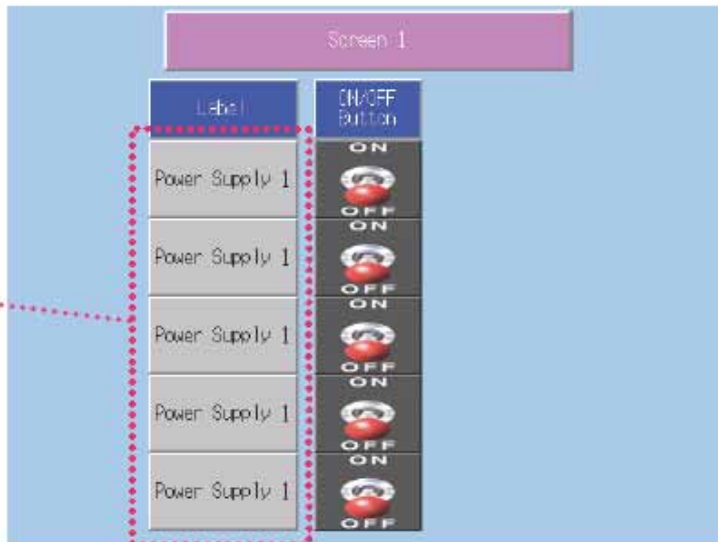 Screen 1
Label
ON/OFF
Button
Power Supply 1
ON
OFF
Power Supply 1
ON
OFF
Power Supply 1
ON
OFF
Power Supply 1
ON
OFF
Power Supply 1
ON
OFF